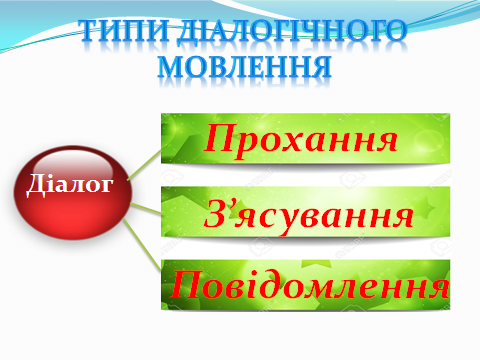 ТИПИ ДІАЛОГІЧНОГО
МОВЛЕННЯ
Прохання
Діалог
З’ясування
Повідомлення